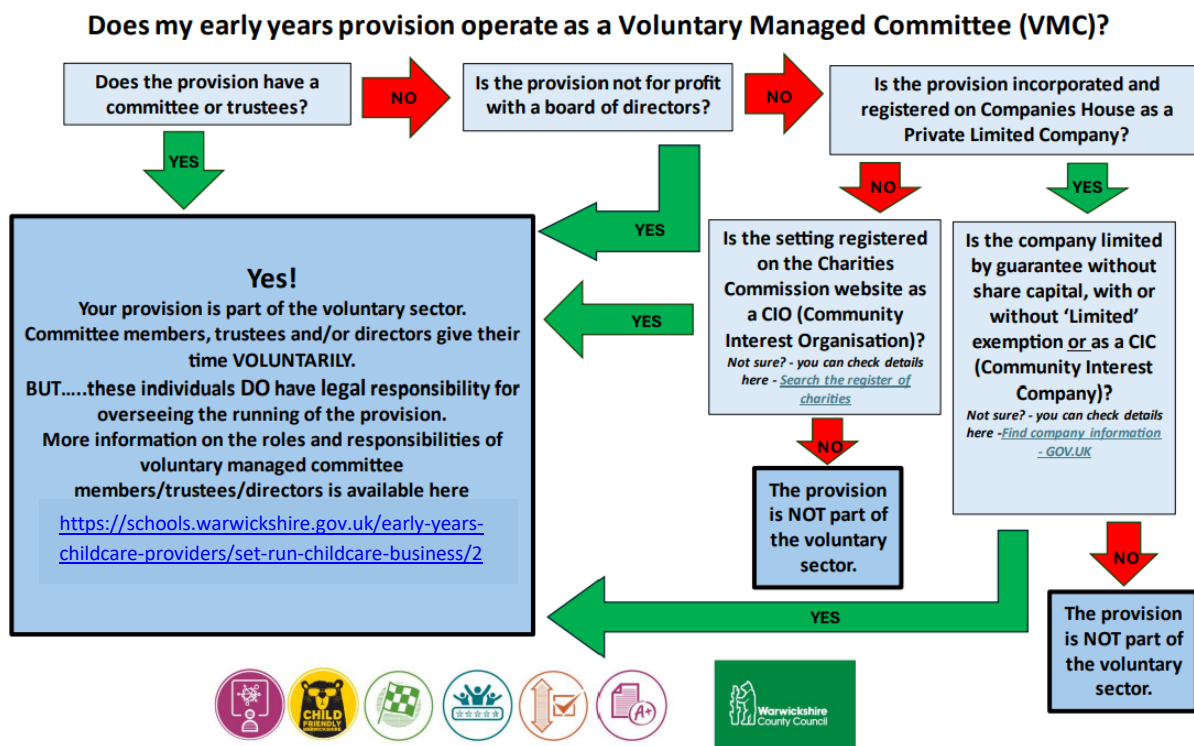 Does my early years provision operate as a Voluntary Managed Committee (VMC)?
Does the provision have a
committee or trustees?
NO
Is the provision not for profit
with a board of directors?
NO
Is the provision incorporated and
registered on Companies House as a
Private Limited Company?
YES
YES
NO
YES
Yes!
Your provision is part of the voluntary sector.
Committee members, trustees and/or directors give their
time VOLUNTARILY.
BUT.....these individuals DO have legal responsibility for
overseeing the running of the provision.
More information on the roles and responsibilities of
voluntary managed committee
members/trustees/directors is available here
https://schools.warwickshire.gov.uk/early-years-
childcare-providers/set-run-childcare-business/2
YES
Is the setting registered
on the Charities
Commission website as
a CIO (Community
Interest Organisation)?
Not sure? - you can check details
here - Search the register of
charities
Is the company limited
by guarantee without
share capital, with or
without ‘Limited’
exemption or as a CIC
(Community Interest
Company)?
Not sure? - you can check details
here -Find company information
- GOV.UK
NO
The provision
is NOT part of
the voluntary
sector.
YES
NO
The provision
is NOT part of
the voluntary
sector.
CHILD
FRIENDLY
WARWICKSHIRE
A+
Warwickshire
County Council